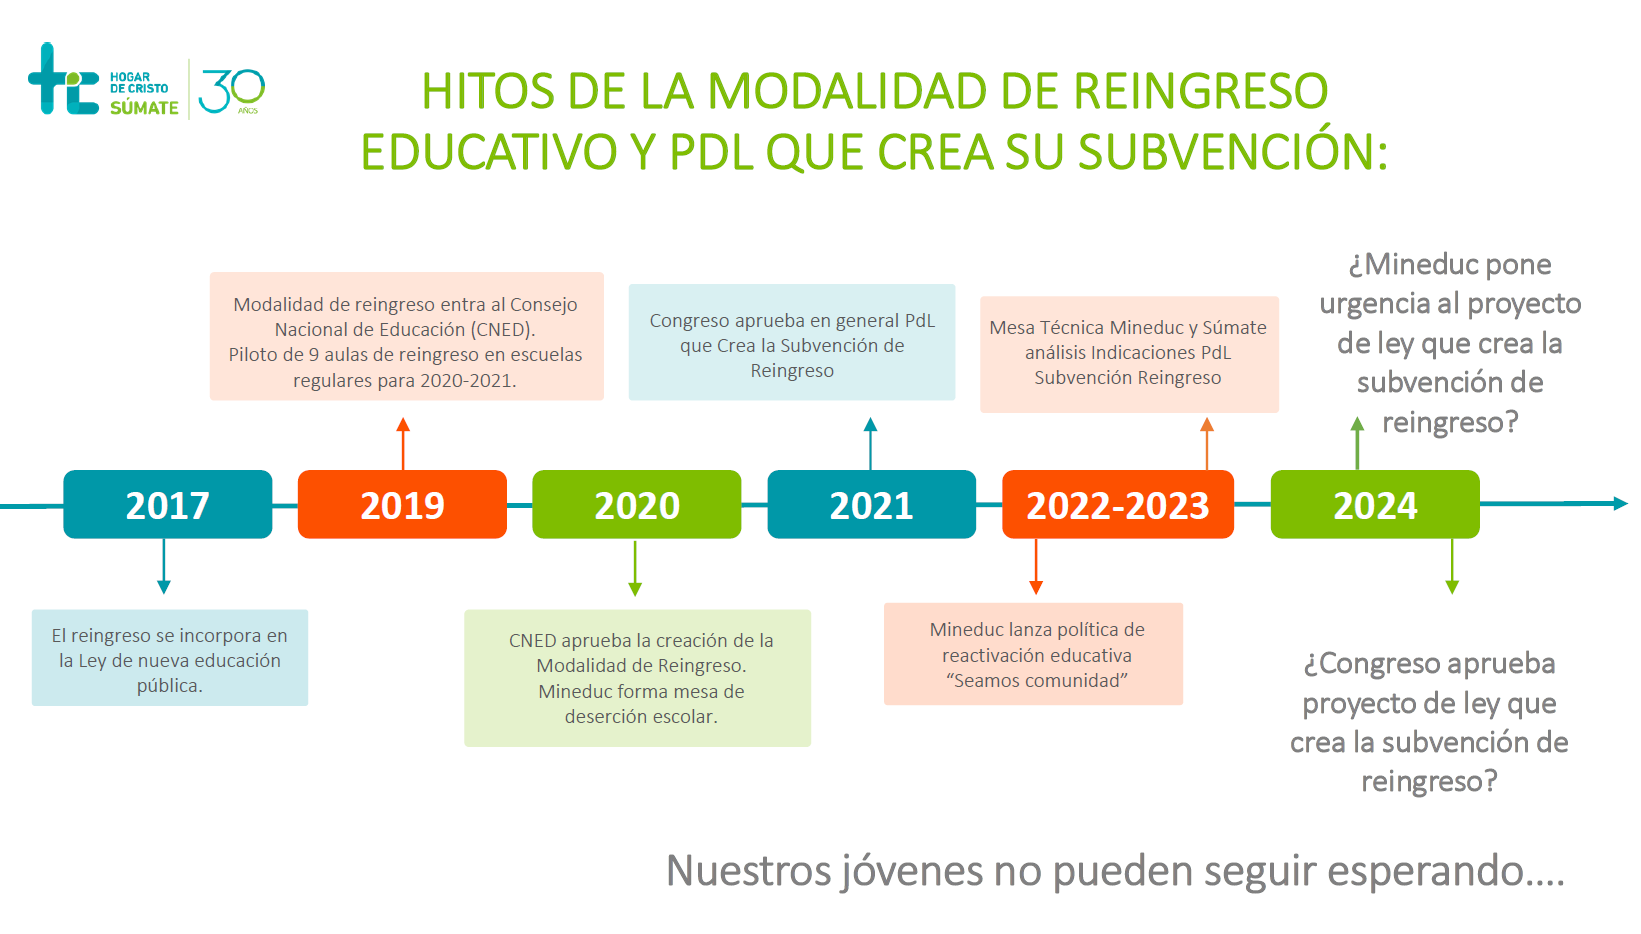 HOGAR
DE CRISTO
SÚMATE
30
AÑOS
HITOS DE LA MODALIDAD DE REINGRESO
EDUCATIVO Y PDL QUE CREA SU SUBVENCIÓN:
Modalidad de reingreso entra al Consejo
Nacional de Educación (CNED).
Piloto de 9 aulas de reingreso en escuelas
regulares para 2020-2021.
Congreso aprueba en general PdL
que Crea la Subvención de
Reingreso
Mesa Técnica Mineduc y Súmate
análisis Indicaciones PdL
Subvención Reingreso
¿Mineduc pone
urgencia al proyecto
de ley que crea la
subvención de
reingreso?
2017
2019
2020
2021
2022-2023
2024
El reingreso se incorpora en
la Ley de nueva educación
pública.
CNED aprueba la creación de la
Modalidad de Reingreso.
Mineduc forma mesa de
deserción escolar.
Mineduc lanza política de
reactivación educativa
“Seamos comunidad”
¿Congreso aprueba
proyecto de ley que
crea la subvención de
reingreso?
Nuestros jóvenes no pueden seguir esperando....